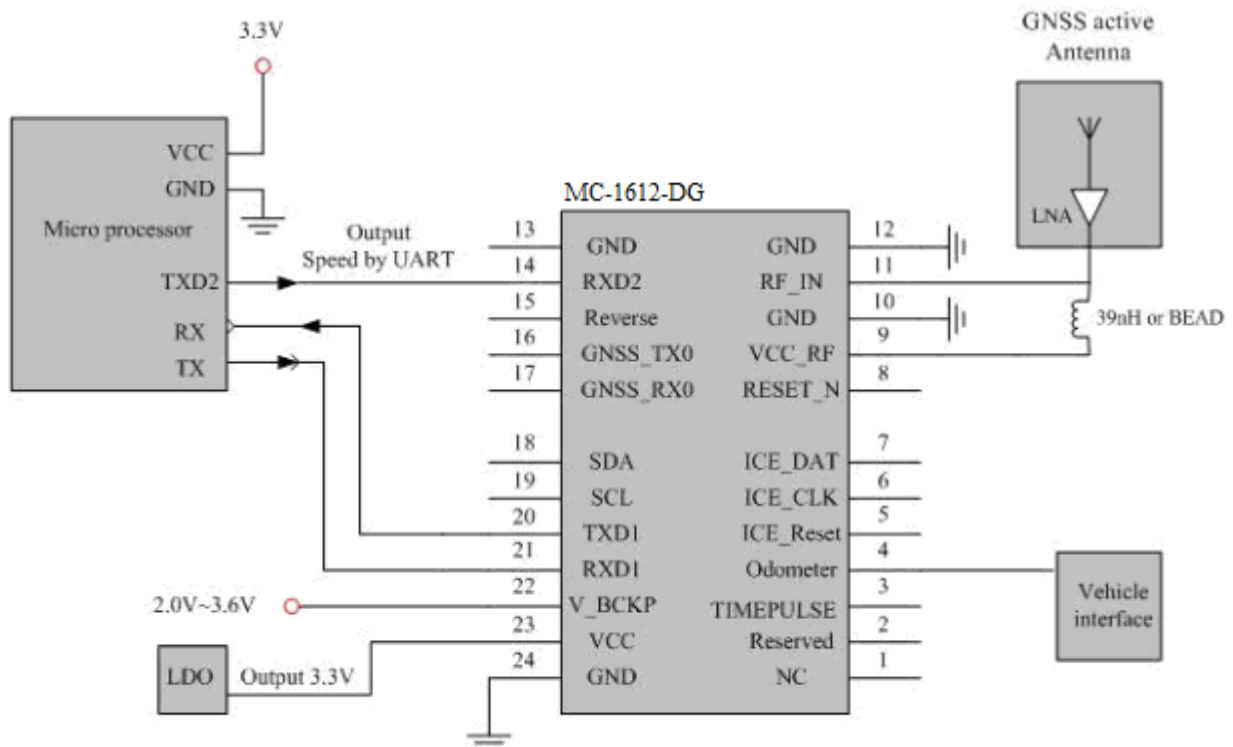 GNSS active
Antenna
3.3V
VCC
GND
Micro processor
TXD2
RX
TX
Output
Speed by UART
LNA
39nH or BEAD
MC-1612-DG
13 GND GND 12
14 RXD2 RF_IN 11
15 Reverse GND 10
16 GNSS_TX0 VCC_RF 9
17 GNSS_RX0 RESET_N 8
18 SDA ICE_DAT 7
19 SCL ICE_CLK 6
20 TXD1 ICE_Reset 5
21 RXD1 Odometer 4
22 V_BCKP TIMEPULSE 3
23 VCC Reserved 2
24 GND NC 1
2.0V~3.6V
LDO
Output 3.3V
Vehicle
interface